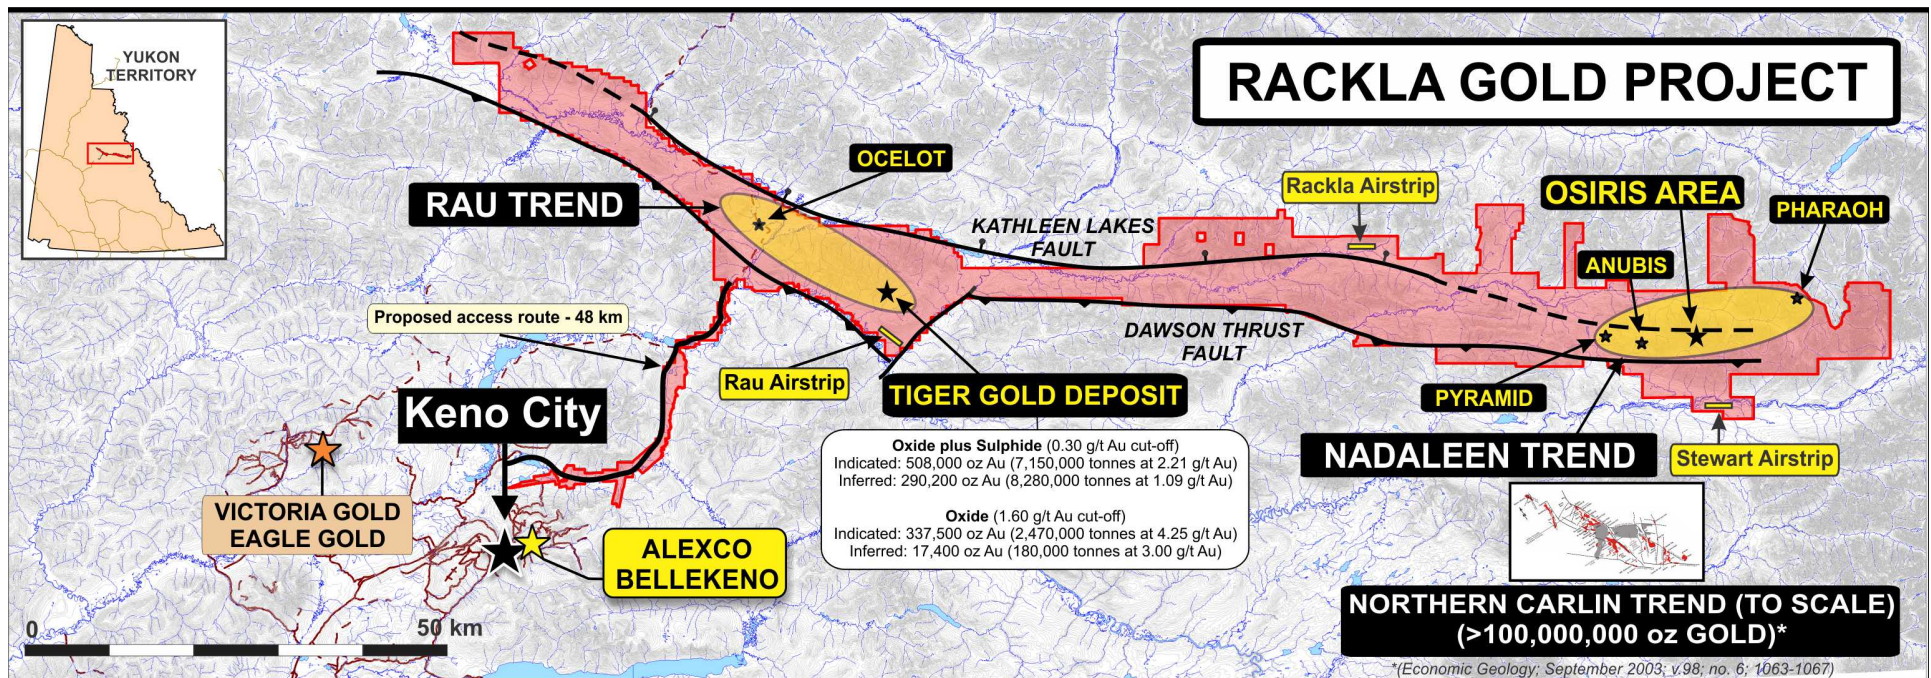 YUKON
TERRITORY
RACKLA GOLD PROJECT
OCELOT
RAU TREND
Rackla Airstrip
OSIRIS AREA
PHARAOH
KATHLEEN LAKES
FAULT
ANUBIS
Proposed access route - 48 km
DAWSON THRUST
FAULT
Rau Airstrip
TIGER GOLD DEPOSIT
PYRAMID
Keno City
Oxide plus Sulphide (0.30 g/t Au cut-off)
Indicated: 508,000 oz Au (7,150,000 tonnes at 2.21 g/t Au)
Inferred: 290,200 oz Au (8,280,000 tonnes at 1.09 g/t Au)
Oxide (1.60 g/t Au cut-off)
Indicated: 337,500 oz Au (2,470,000 tonnes at 4.25 g/t Au)
Inferred: 17,400 oz Au (180,000 tonnes at 3.00 g/t Au)
NADALEEN TREND
Stewart Airstrip
VICTORIA GOLD
EAGLE GOLD
ALEXCO
BELLEKENO
NORTHERN CARLIN TREND (TO SCALE)
(>100,000,000 oz GOLD)*
*(Economic Geology; September 2003; v.98; no. 6; 1063-1067)
0
50 km